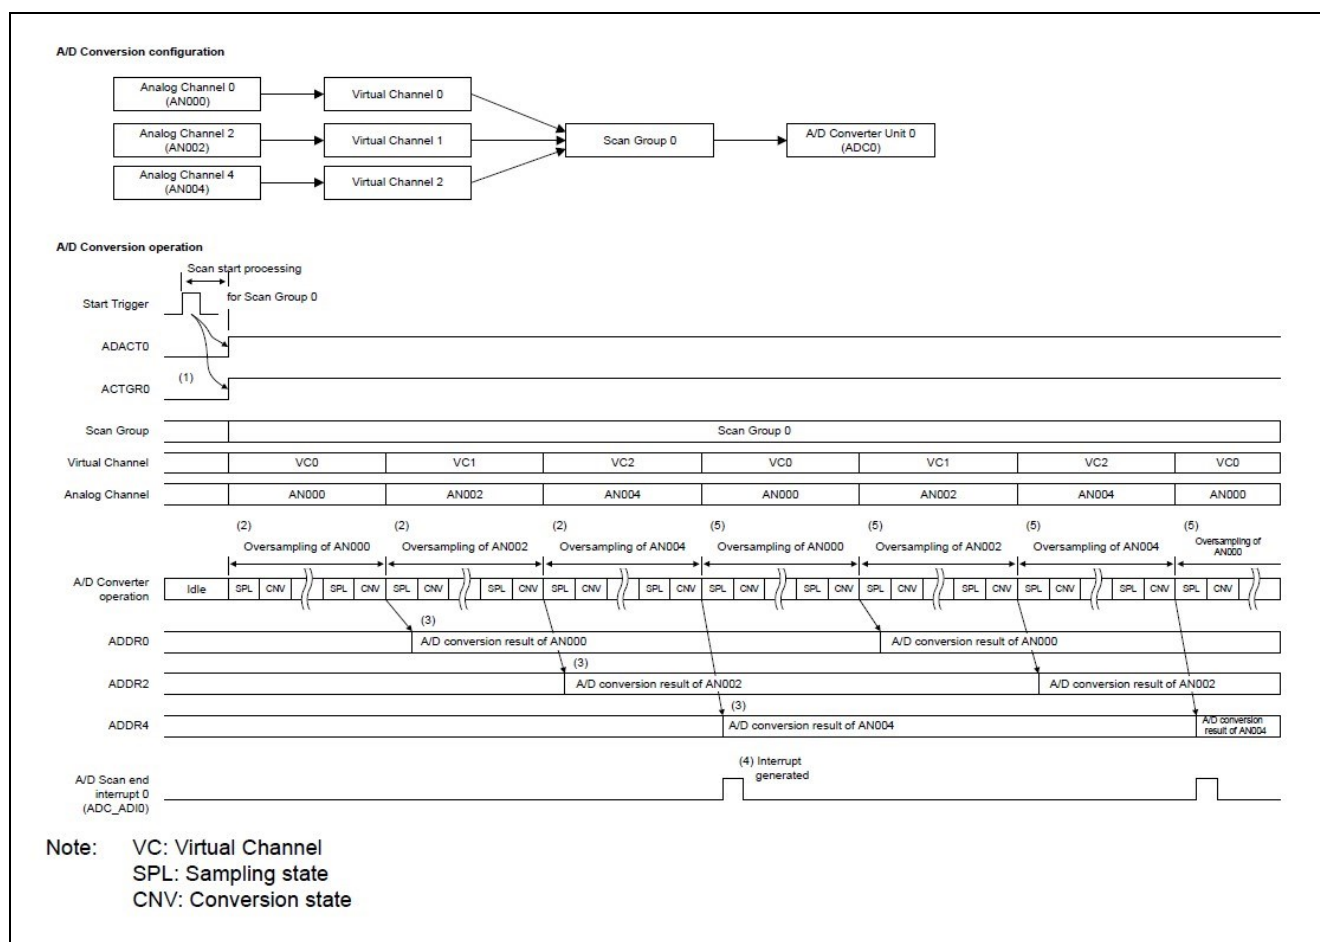 A/D Conversion configuration
Analog Channel 0
(AN000)
Virtual Channel 0
Analog Channel 2
(AN002)
Virtual Channel 1
Scan Group 0
A/D Converter Unit 0
(ADC0)
Analog Channel 4
(AN004)
Virtual Channel 2
A/D Conversion operation
Scan start processing
for Scan Group 0
Start Trigger
ADACT0
(1)
ACTGR0
Scan Group
Scan Group 0
Virtual Channel
VC0 VC1 VC2 VC0 VC1 VC2 VC0
Analog Channel
AN000 AN002 AN004 AN000 AN002 AN004 AN000
(2) (2) (2) (5) (5) (5) (5)
Oversampling of AN000 Oversampling of AN002 Oversampling of AN004 Oversampling of AN000 Oversampling of AN002 Oversampling of AN004 Oversampling of
AN000
A/D Converter
operation
Idle SPL CNV SPL CNV SPL CNV SPL CNV SPL CNV SPL CNV SPL CNV SPL CNV SPL CNV SPL CNV SPL CNV SPL CNV SPL CNV
(3)
ADDR0
A/D conversion result of AN000 A/D conversion result of AN000
(3)
ADDR2
A/D conversion result of AN002 A/D conversion result of AN002
(3)
ADDR4
A/D conversion result of AN004 A/D conversion
result of AN004
(4) Interrupt
generated
A/D Scan end
interrupt 0
(ADC_ADI0)
Note: VC: Virtual Channel
SPL: Sampling state
CNV: Conversion state